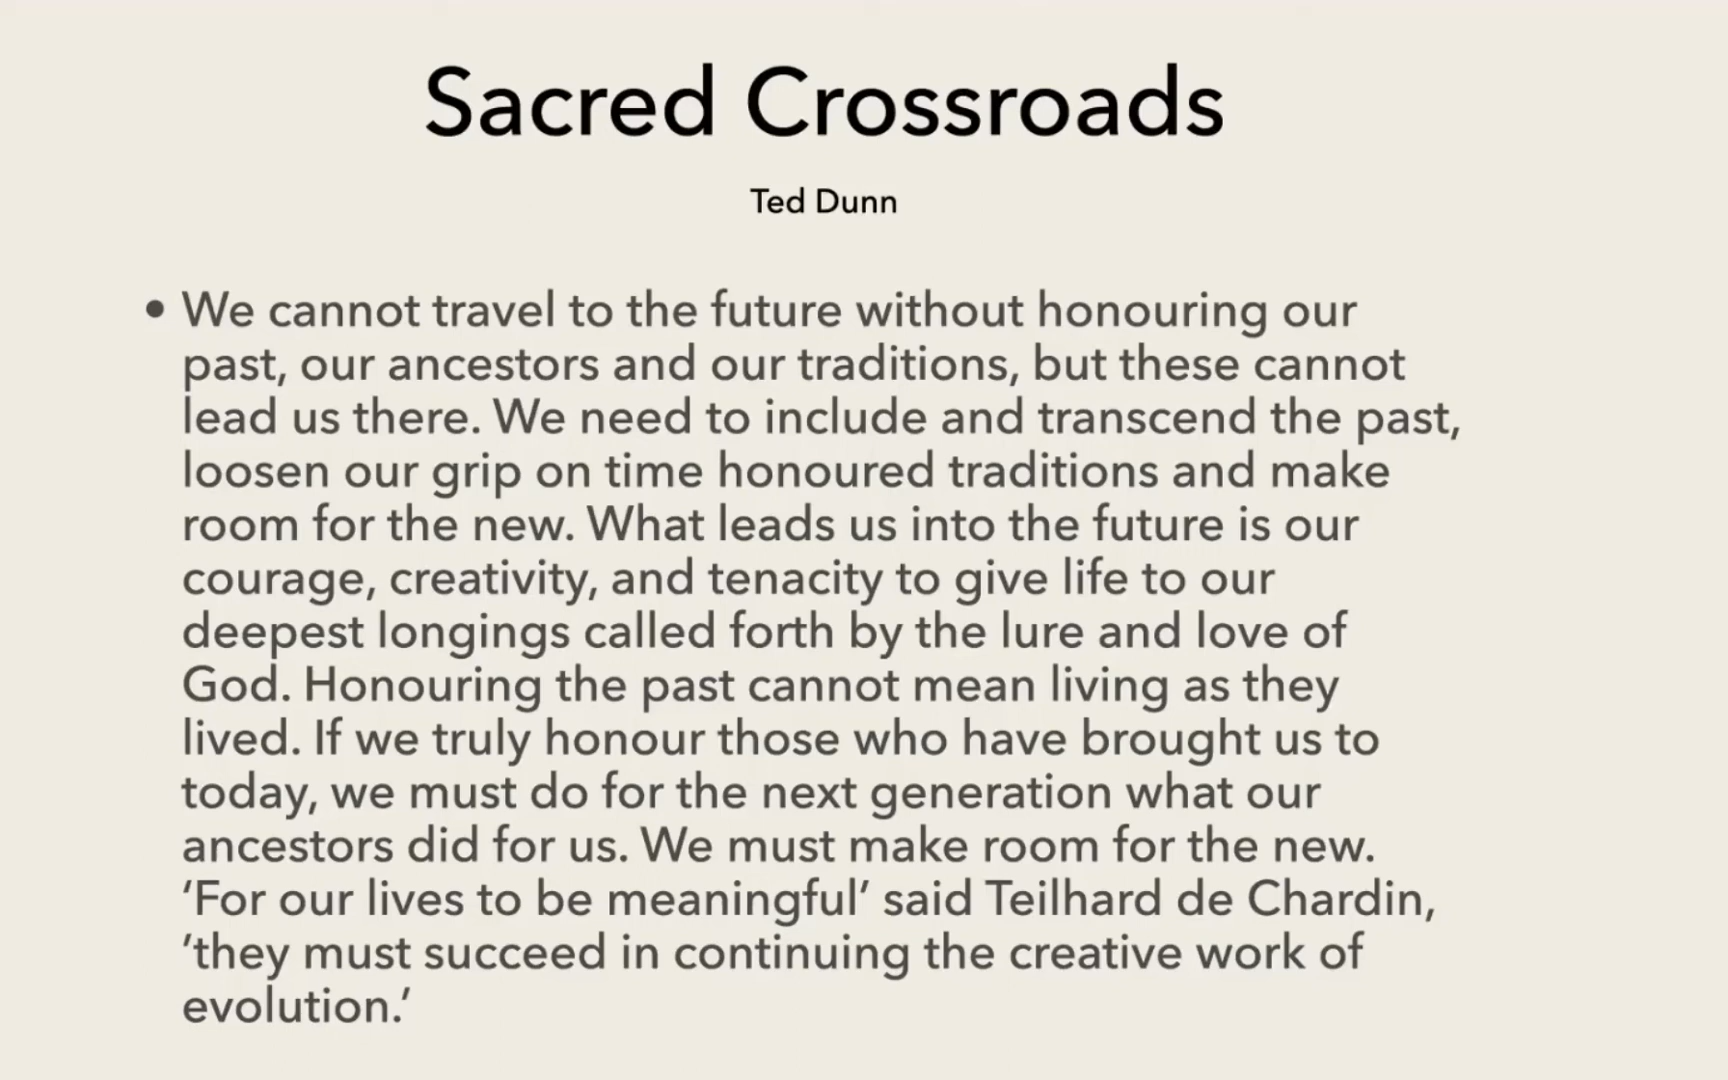 Sacred Crossroads
Ted Dunn
• We cannot travel to the future without honouring our
past, our ancestors and our traditions, but these cannot
lead us there. We need to include and transcend the past,
loosen our grip on time honoured traditions and make
room for the new. What leads us into the future is our
courage, creativity, and tenacity to give life to our
deepest longings called forth by the lure and love of
God. Honouring the past cannot mean living as they
lived. If we truly honour those who have brought us to
today, we must do for the next generation what our
ancestors did for us. We must make room for the new.
‘For our lives to be meaningful’ said Teilhard de Chardin,
’they must succeed in continuing the creative work of
evolution.’